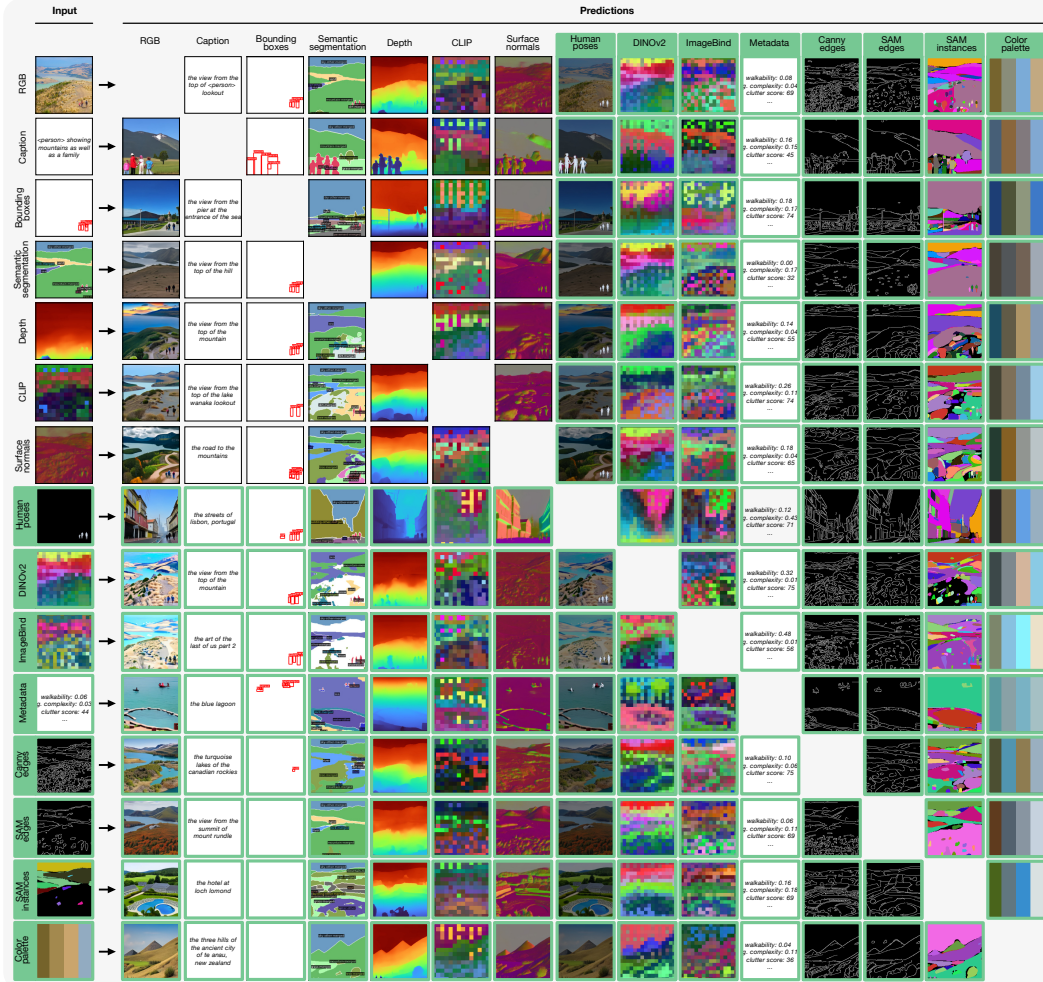 Input
Predictions
RGB
Caption
Bounding
boxes
Semantic
segmentation
Depth
CLIP
Surface
normals
Human
poses
DINOv2
ImageBind
Metadata
Canny
edges
SAM
edges
SAM
instances
Color
palette
RGB
the view from the
top of <person>
lookout
walkability: 0.08
g. complexity: 0.04
clutter score: 69
...
Caption
<person> showing
mountains as well
as a family
walkability: 0.16
g. complexity: 0.15
clutter score: 45
...
Bounding
boxes
the view from the
pier at the
entrance of the sea
walkability: 0.18
g. complexity: 0.17
clutter score: 74
...
Semantic
segmentation
the view from the
top of the hill
walkability: 0.00
g. complexity: 0.17
clutter score: 32
...
Depth
the view from the
top of the
mountain
walkability: 0.14
g. complexity: 0.04
clutter score: 55
...
CLIP
the view from the
top of the lake
wanaka lookout
walkability: 0.26
g. complexity: 0.11
clutter score: 74
...
Surface
normals
the road to the
mountains
walkability: 0.18
g. complexity: 0.04
clutter score: 65
...
Human
poses
the streets of
lisbon, portugal
walkability: 0.12
g. complexity: 0.43
clutter score: 71
...
DINOv2
the view from the
top of the
mountain
walkability: 0.32
g. complexity: 0.01
clutter score: 75
...
ImageBind
the art of the
last of us part 2
walkability: 0.48
g. complexity: 0.01
clutter score: 56
...
Metadata
walkability: 0.06
g. complexity: 0.03
clutter score: 44
...
the blue lagoon
Canny
edges
the turquoise
lakes of the
canadian rockies
walkability: 0.10
g. complexity: 0.06
clutter score: 75
...
SAM
edges
the view from the
summit of
mount rundle
walkability: 0.06
g. complexity: 0.11
clutter score: 69
...
SAM
instances
the hotel at
loch lomond
walkability: 0.16
g. complexity: 0.18
clutter score: 69
...
Color
palette
the three hills of
the ancient city
of te anau,
new zealand
walkability: 0.04
g. complexity: 0.11
clutter score: 36
...